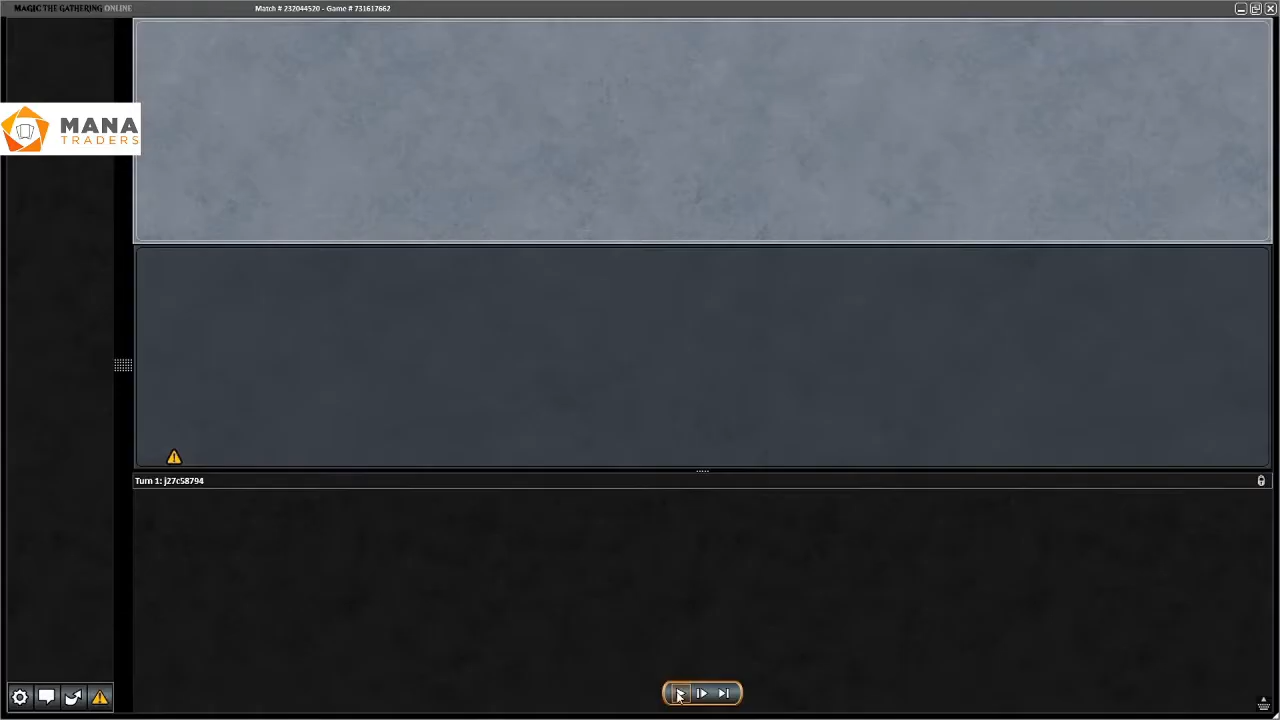 MAGIC THE GATHERING ONLINE
Match # 232044520 - Game # 731617662
MANA
TRADERS
Turn 1: j27c58794